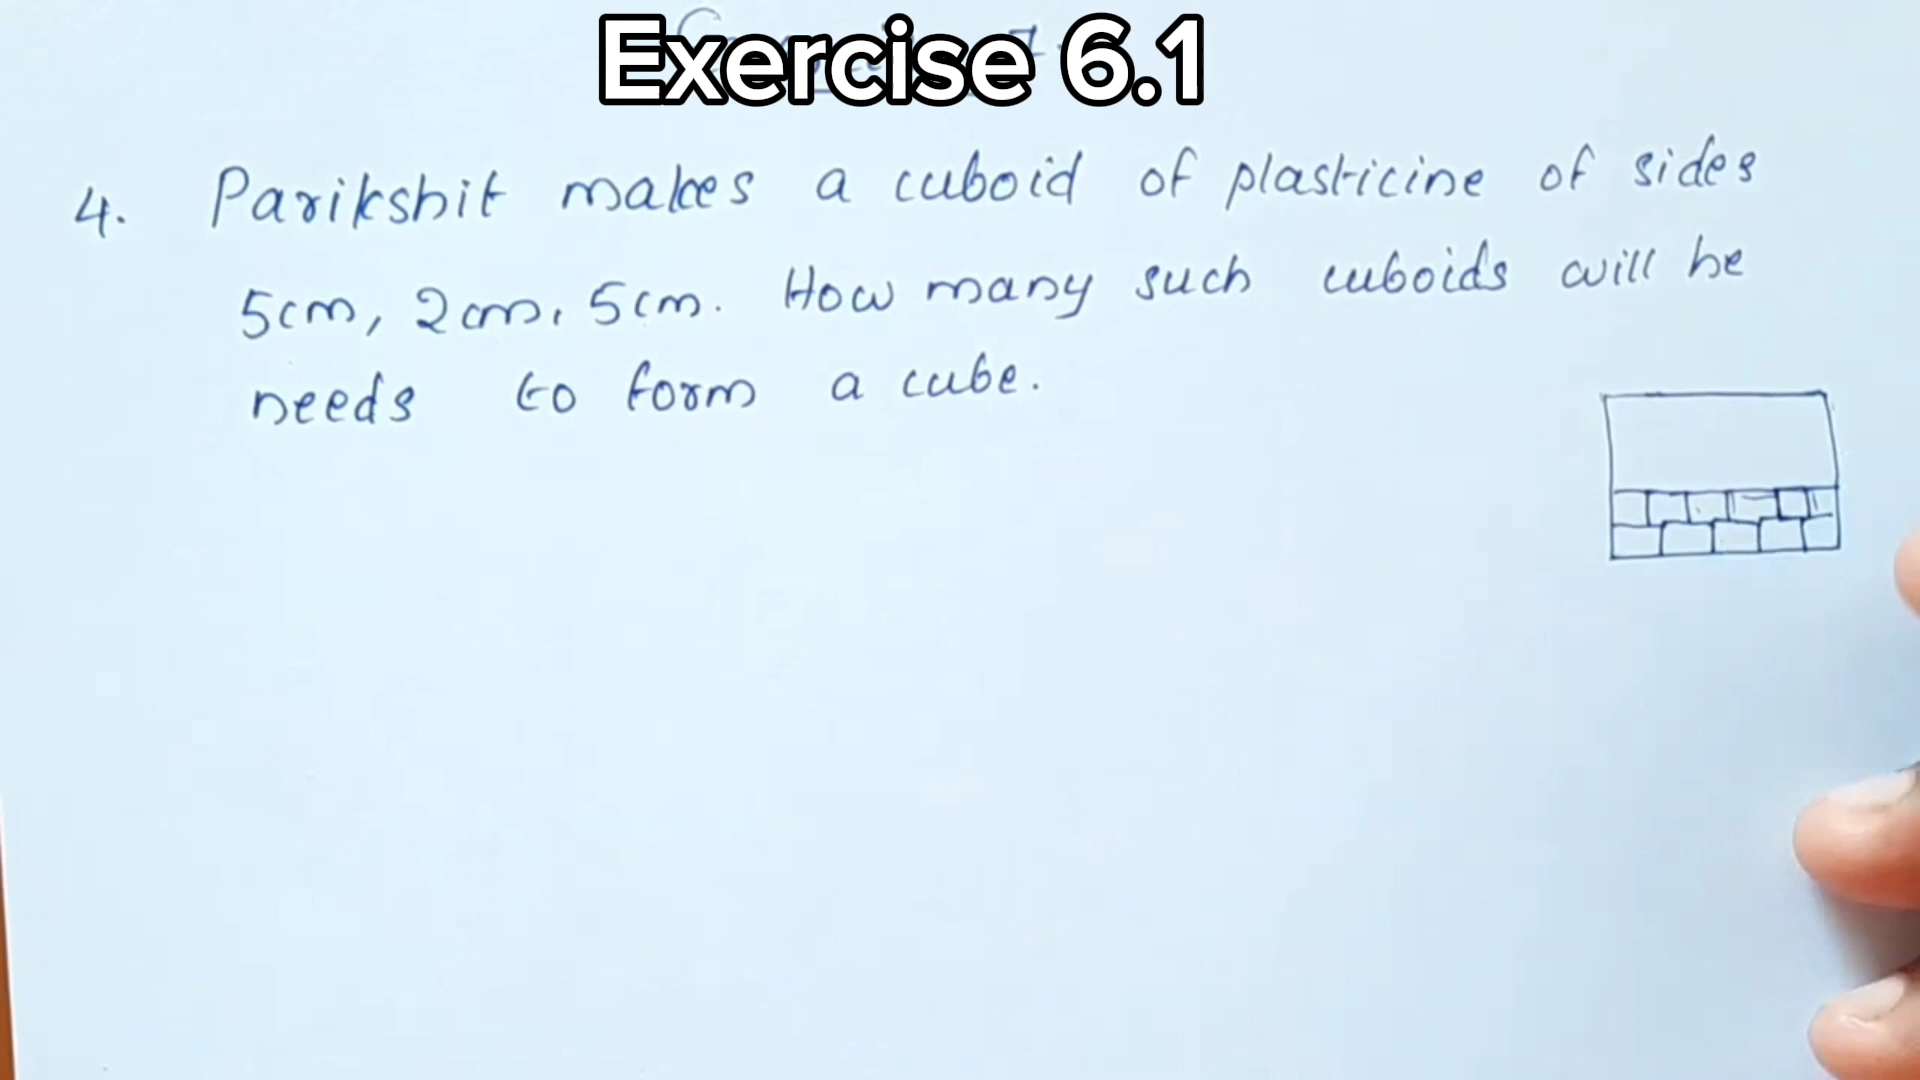 Exercise 6.1
4. Parikshit makes a cuboid of plasticine of sides
5cm, 2cm, 5cm. How many such cuboids will be
needs to form a cube.